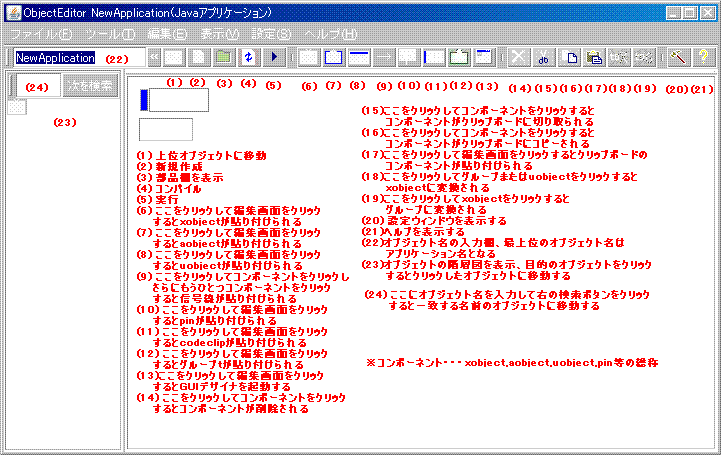 ObjectEditor NewApplication(Javaアプリケーション)
ファイル(F) ツール(T) 編集(E) 表示(V) 設定(S) ヘルプ(H)
NewApplication (22)
(24) 次を検索
(23)
(1) (2) (3) (4) (5) (6) (7) (8) (9) (10) (11) (12) (13) (14) (15) (16) (17) (18) (19) (20) (21)
(1) 上位オブジェクトに移動
(2) 新規作成
(3) 部品棚を表示
(4) コンパイル
(5) 実行
(6) ここをクリックして編集画面をクリック
するとxobjectが貼り付けられる
(7) ここをクリックして編集画面をクリック
するとaobjectが貼り付けられる
(8) ここをクリックして編集画面をクリック
するとuobjectが貼り付けられる
(9) ここをクリックしてコンポーネントをクリックし
さらにもうひとつコンポーネントをクリック
すると信号線が貼り付けられる
(10) ここをクリックして編集画面をクリック
するとpinが貼り付けられる
(11) ここをクリックして編集画面をクリック
するとcodeclipが貼り付けられる
(12) ここをクリックして編集画面をクリック
するとグループtが貼り付けられる
(13)ここをクリックして編集画面をクリック
するとGUIデザイナを起動する
(14) ここをクリックしてコンポーネントをクリック
するとコンポーネントが削除される
(15)ここをクリックしてコンポーネントをクリックすると
コンポーネントがクリップボードに切り取られる
(16)ここをクリックしてコンポーネントをクリックすると
コンポーネントがクリップボードにコピーされる
(17)ここをクリックして編集画面をクリックするとクリップボードの
コンポーネントが貼り付けられる
(18)ここをクリックしてグループまたはuobjectをクリックすると
xobjectに変換される
(19)ここをクリックしてxobjectをクリックすると
グループに変換される
(20) 設定ウィンドウを表示する
(21)ヘルプを表示する
(22)オブジェクト名の入力欄、最上位のオブジェクト名は
アプリケーション名となる
(23)オブジェクトの階層図を表示、目的のオブジェクトをクリック
するとクリックしたオブジェクトに移動する
(24) ここにオブジェクト名を入力して右の検索ボタンをクリック
すると一致する名前のオブジェクトに移動する
※コンポーネント・・・xobject,aobject,uobject,pin等の総称